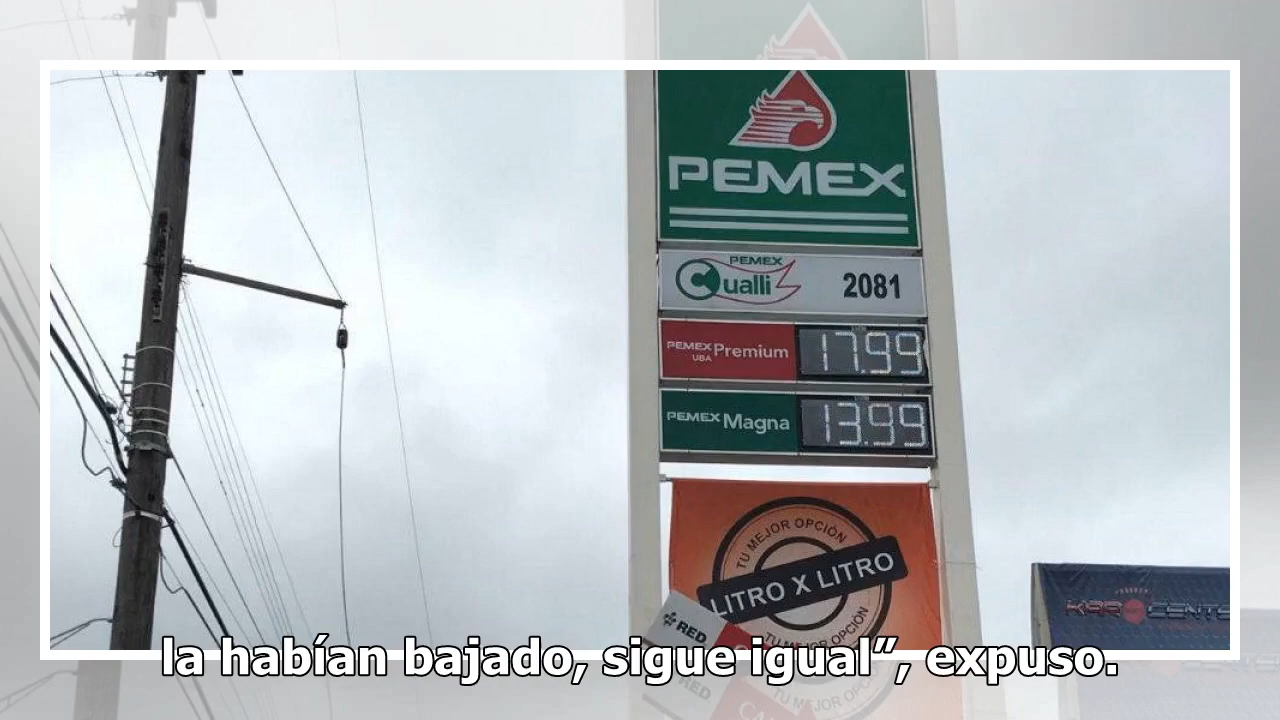 PEMEX
PEMEX
Cualli
2081
PEMEX Premium
UBA
17.99
PEMEX Magna
13.99
TU MEJOR OPCIÓN
LITRO X LITRO
TU MEJOR OPCIÓN
RED
la habían bajado, sigue igual”, expuso.